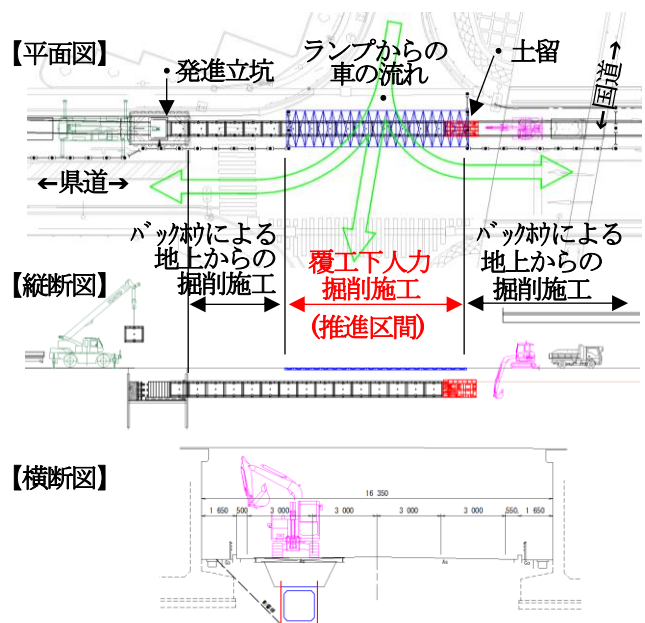 【平面図】
・発進立坑
ランプからの
車の流れ
・土留
←国道→
←県道→
ﾊﾞｯｸﾎｳによる
地上からの
掘削施工
覆工下人力
掘削施工
(推進区間)
ﾊﾞｯｸﾎｳによる
地上からの
掘削施工
【縦断図】
【横断図】
16 350
1 650 500 3 000 3 000 3 000 3 000 550 1 650
As